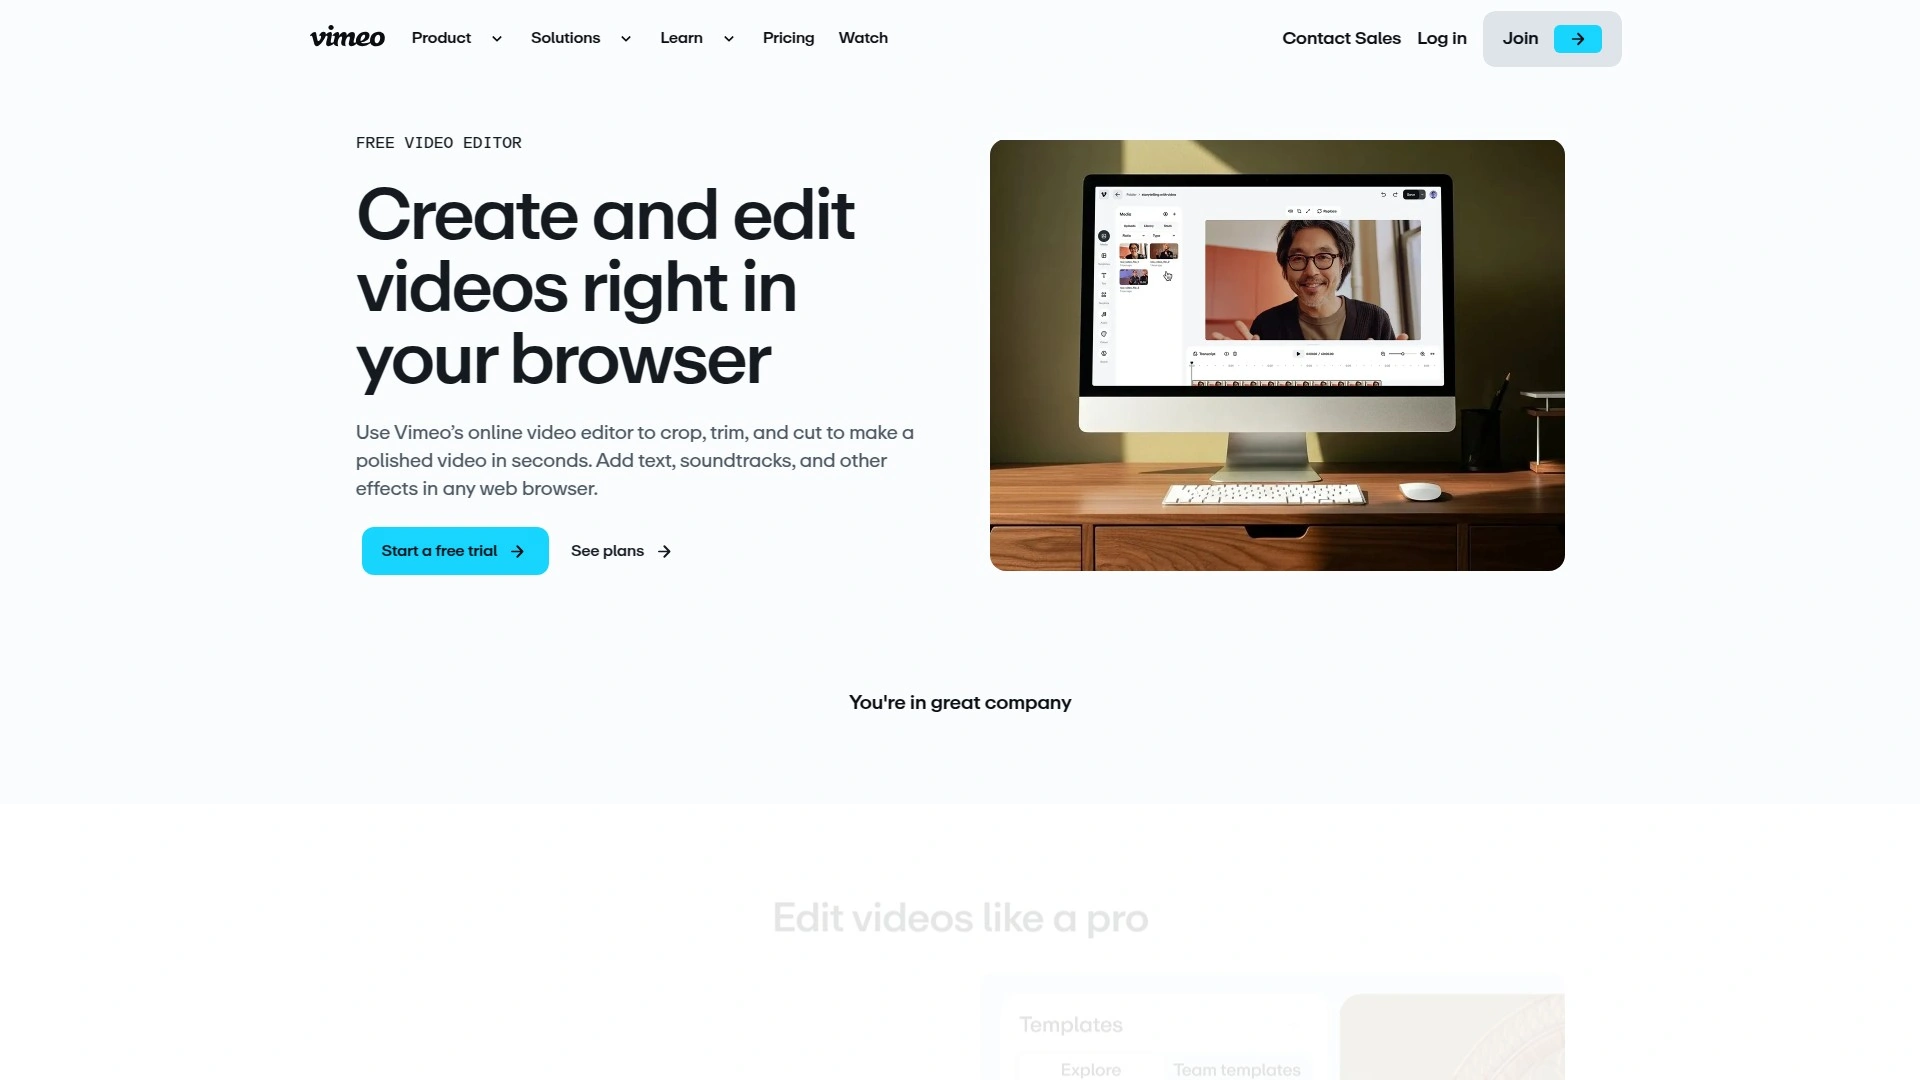 vimeo Product Solutions Learn Pricing Watch Contact Sales Log in Join
FREE VIDEO EDITOR
Create and edit
videos right in
your browser
Use Vimeo’s online video editor to crop, trim, and cut to make a
polished video in seconds. Add text, soundtracks, and other
effects in any web browser.
Start a free trial See plans
Media
Replace
Transcript
You're in great company
Edit videos like a pro
Templates
Explore Team templates